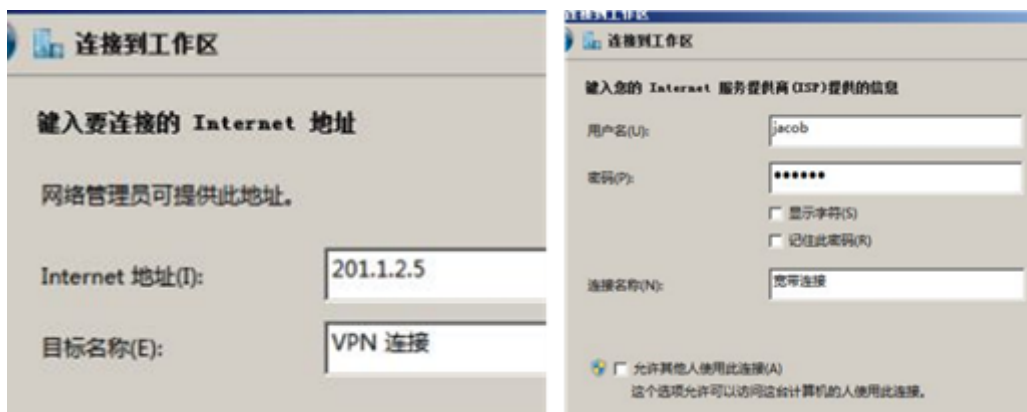 连接到工作区
键入要连接的 Internet 地址
网络管理员可提供此地址。
Internet 地址(I):
201.1.2.5
目标名称(E):
VPN 连接
连接到工作区
连接到工作区
键入您的 Internet 服务提供商(ISP)提供的信息
用户名(U):
jacob
密码(P):
••••••
显示字符(S)
记住此密码(R)
连接名称(N):
宽带连接
允许其他人使用此连接(A)
这个选项允许可以访问这台计算机的人使用此连接。